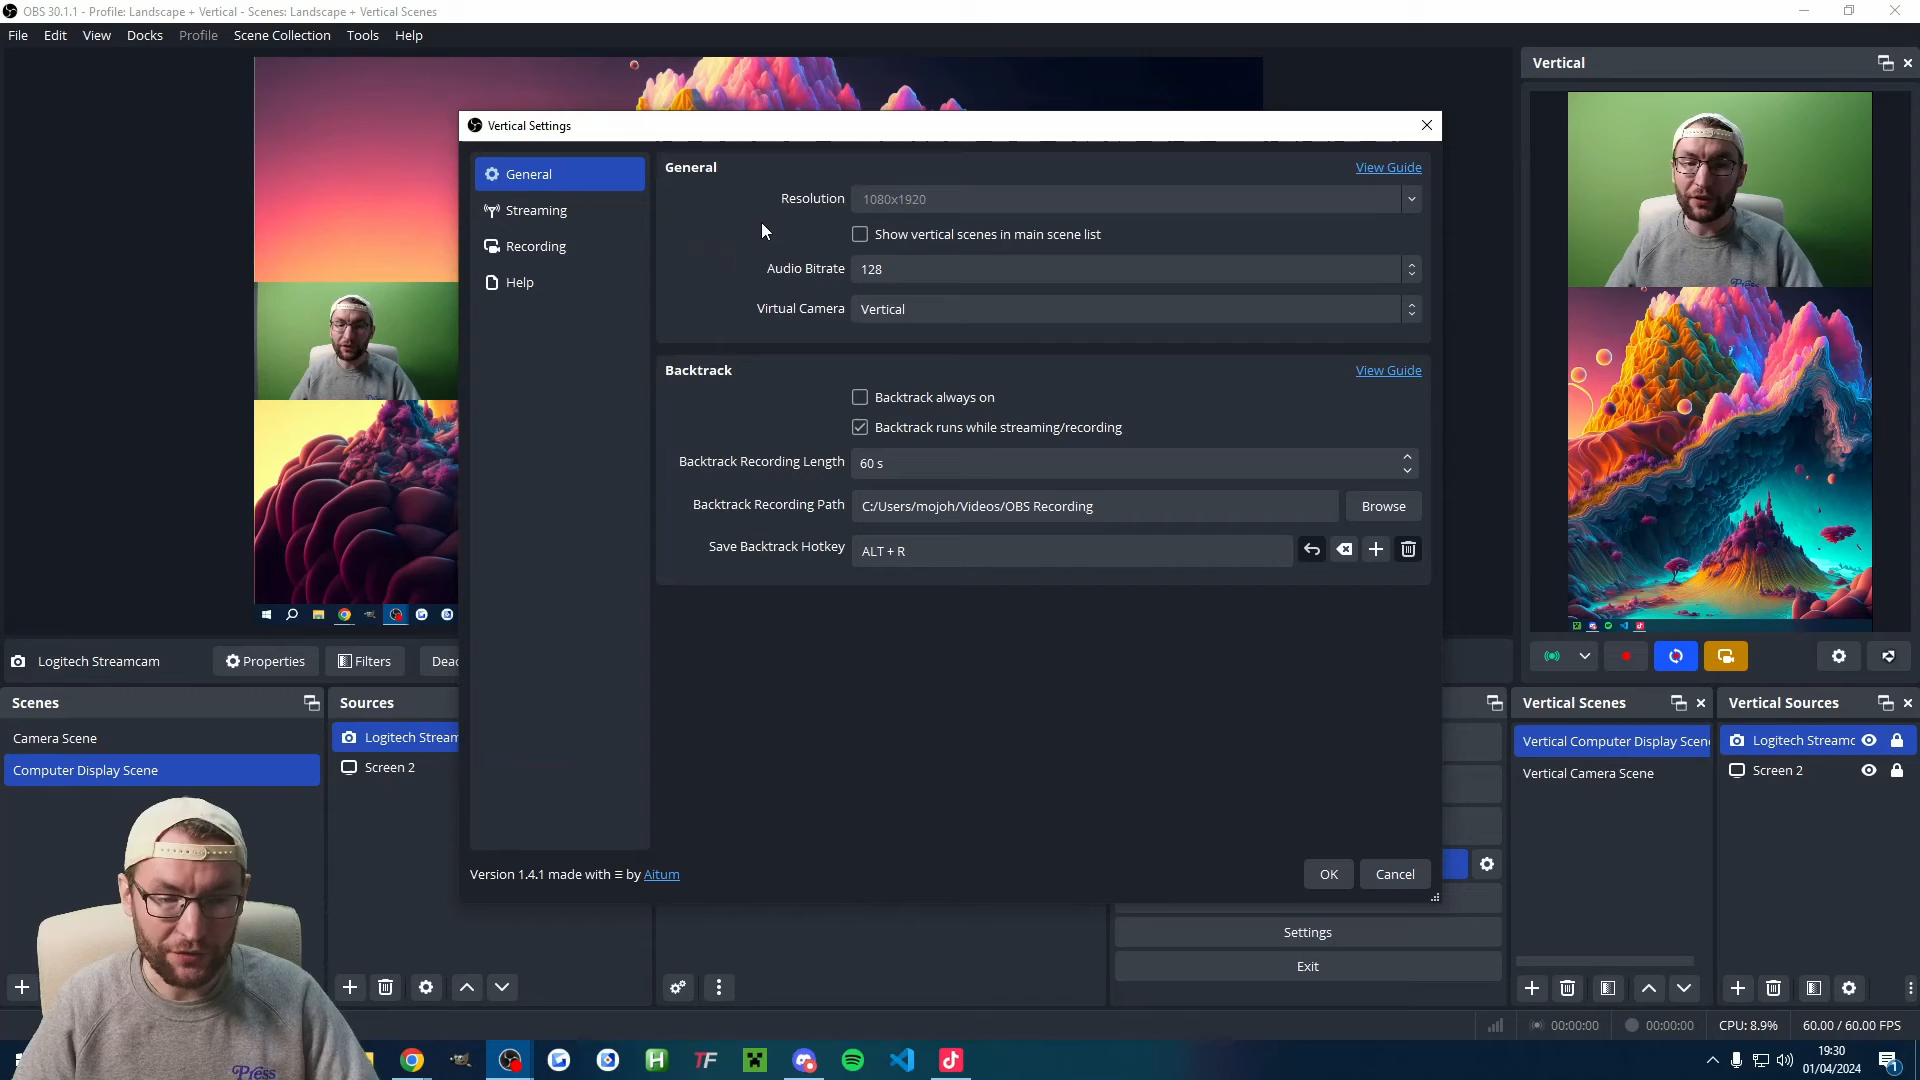 OBS 30.1.1 - Profile: Landscape + Vertical - Scenes: Landscape + Vertical Scenes
File Edit View Docks Profile Scene Collection Tools Help
Vertical
Vertical Settings
General
Streaming
Recording
Help
General View Guide
Resolution 1080x1920
Show vertical scenes in main scene list
Audio Bitrate 128
Virtual Camera Vertical
Backtrack View Guide
Backtrack always on
Backtrack runs while streaming/recording
Backtrack Recording Length 60 s
Backtrack Recording Path C:/Users/mojoh/Videos/OBS Recording Browse
Save Backtrack Hotkey ALT + R
Version 1.4.1 made with ≡ by Aitum
OK Cancel
Logitech Streamcam Properties Filters Deac
Scenes Sources Vertical Scenes Vertical Sources
Camera Scene
Computer Display Scene
Logitech Stream
Screen 2
Vertical Computer Display Scen
Vertical Camera Scene
Logitech Streamc
Screen 2
Settings
Exit
00:00:00 00:00:00 CPU: 8.9% 60.00 / 60.00 FPS
H TF
19:30
01/04/2024
1
Press